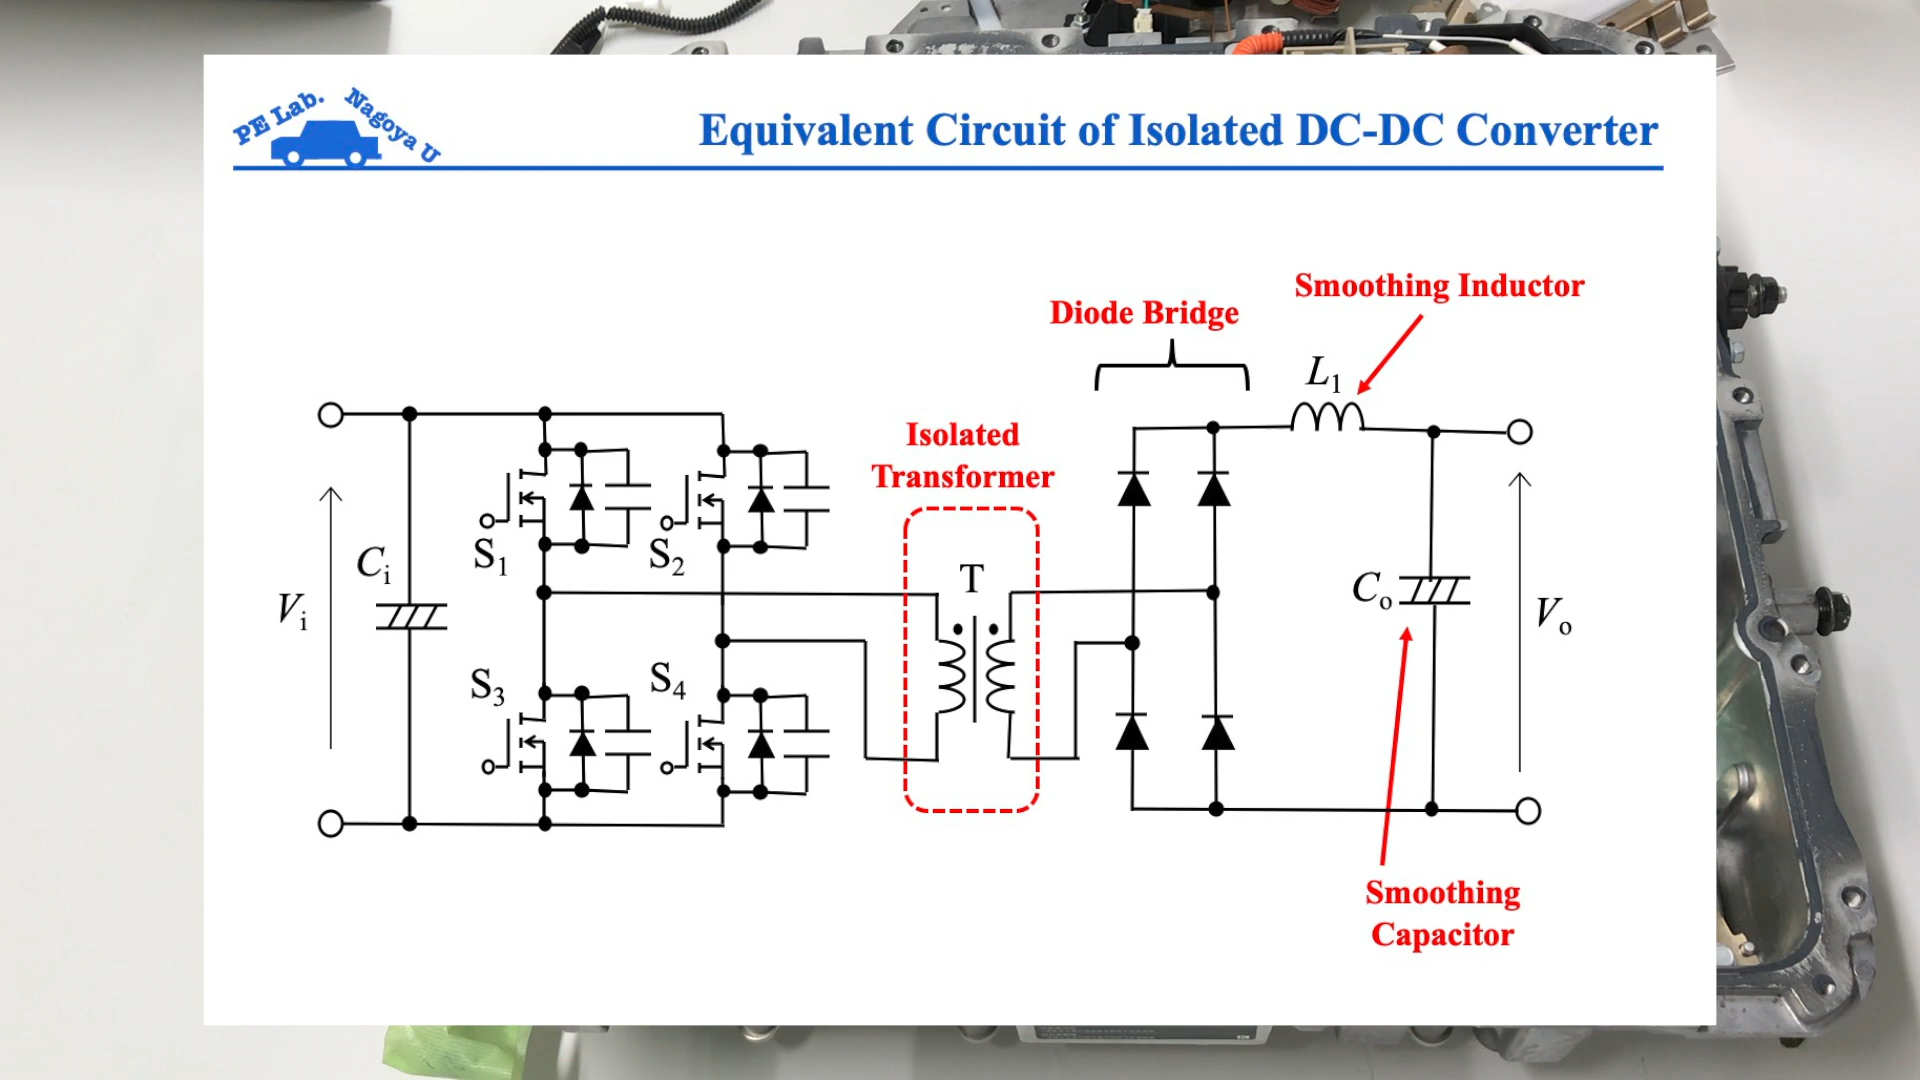 PE Lab. Nagoya U
Equivalent Circuit of Isolated DC-DC Converter
Smoothing Inductor
Diode Bridge
L1
Isolated
Transformer
S1
S2
T
Ci
Vi
Co
Vo
S3
S4
Smoothing
Capacitor